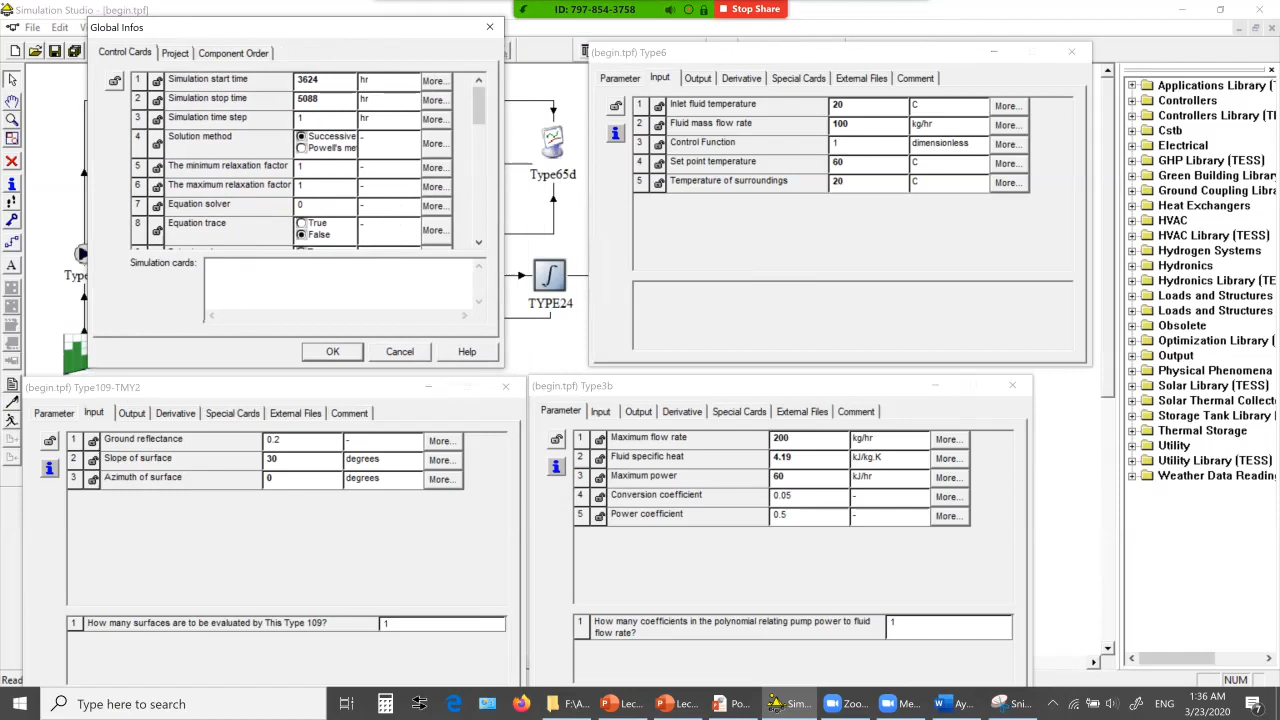 Simulation Studio - [begin.tpf]
ID: 797-854-3758
Stop Share
File Edit
Global Infos
Control Cards Project Component Order
1 Simulation start time 3624 hr More...
2 Simulation stop time 5088 hr More...
3 Simulation time step 1 hr More...
4 Solution method Successive - More...
Powell's me
5 The minimum relaxation factor 1 - More...
6 The maximum relaxation factor 1 - More...
7 Equation solver 0 - More...
8 Equation trace True - More...
False
Simulation cards:
OK Cancel Help
Type65d
TYPE24
(begin.tpf) Type6
Parameter Input Output Derivative Special Cards External Files Comment
1 Inlet fluid temperature 20 C More...
2 Fluid mass flow rate 100 kg/hr More...
3 Control Function 1 dimensionless More...
4 Set point temperature 60 C More...
5 Temperature of surroundings 20 C More...
(begin.tpf) Type109-TMY2
Parameter Input Output Derivative Special Cards External Files Comment
1 Ground reflectance 0.2 - More...
2 Slope of surface 30 degrees More...
3 Azimuth of surface 0 degrees More...
1 How many surfaces are to be evaluated by This Type 109? 1
(begin.tpf) Type3b
Parameter Input Output Derivative Special Cards External Files Comment
1 Maximum flow rate 200 kg/hr More...
2 Fluid specific heat 4.19 kJ/kg.K More...
3 Maximum power 60 kJ/hr More...
4 Conversion coefficient 0.05 - More...
5 Power coefficient 0.5 - More...
1 How many coefficients in the polynomial relating pump power to fluid 1
flow rate?
Applications Library (
Controllers
Controllers Library (T
Cstb
Electrical
GHP Library (TESS)
Green Building Library
Ground Coupling Libra
Heat Exchangers
HVAC
HVAC Library (TESS)
Hydrogen Systems
Hydronics
Hydronics Library (TE
Loads and Structures
Loads and Structures
Obsolete
Optimization Library (
Output
Physical Phenomena
Solar Library (TESS)
Solar Thermal Collect
Storage Tank Library
Thermal Storage
Utility
Utility Library (TESS)
Weather Data Reading
Read
NUM
Type here to search
F:\A
Lec...
Lec...
Po...
Sim...
Zoo...
Me...
Ay...
Sni...
ENG
1:36 AM
3/23/2020
7